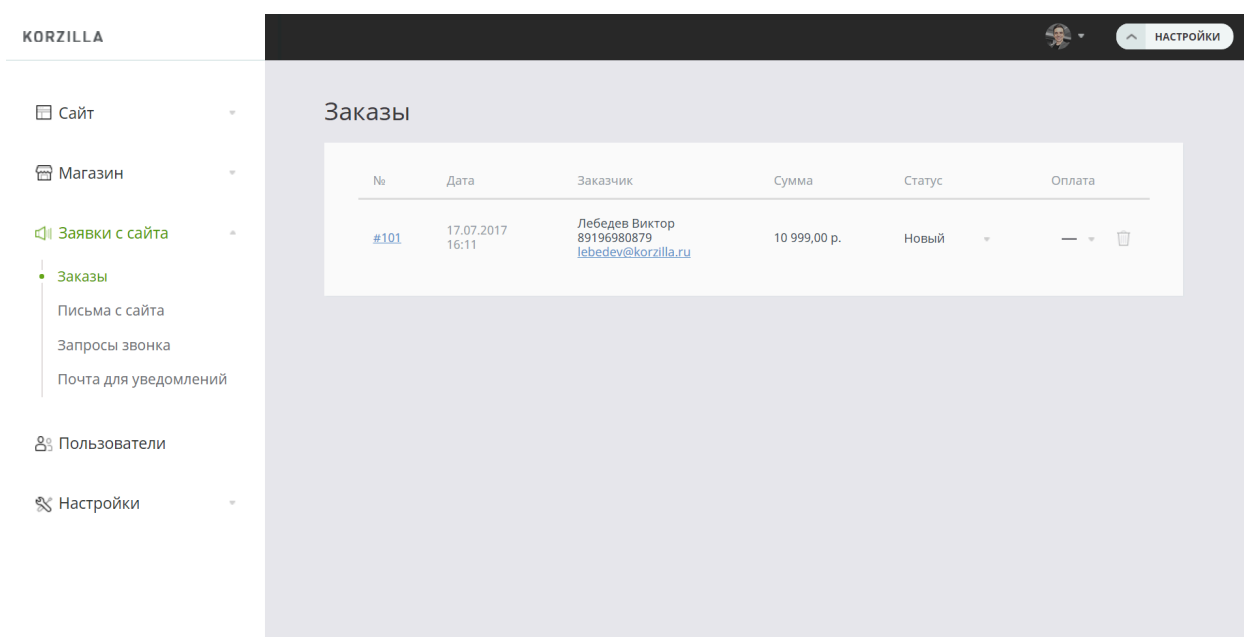 KORZILLA
НАСТРОЙКИ
Сайт
Магазин
Заявки с сайта
Заказы
Письма с сайта
Запросы звонка
Почта для уведомлений
Пользователи
Настройки
Заказы
№ Дата Заказчик Сумма Статус Оплата
#101 17.07.2017 16:11 Лебедев Виктор 89196980879 lebedev@korzilla.ru 10 999,00 р. Новый —